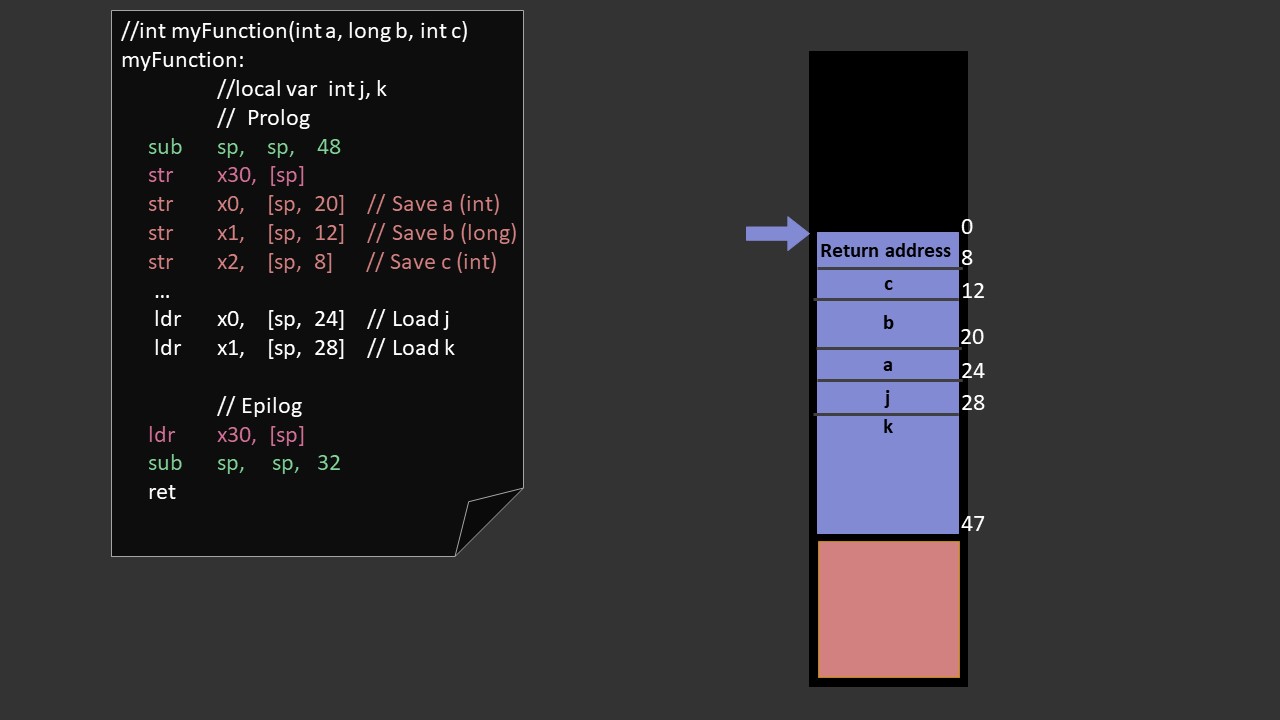 //int myFunction(int a, long b, int c)
myFunction:
//local var int j, k
// Prolog
sub sp, sp, 48
str x30, [sp]
str x0, [sp, 20] // Save a (int)
str x1, [sp, 12] // Save b (long)
str x2, [sp, 8] // Save c (int)
...
ldr x0, [sp, 24] // Load j
ldr x1, [sp, 28] // Load k
// Epilog
ldr x30, [sp]
sub sp, sp, 32
ret
0
Return address
8
c
12
b
20
a
24
j
28
k
47